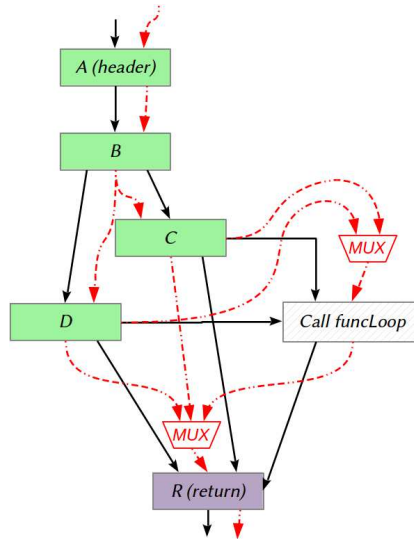 A (header)
B
C
MUX
D
Call funcLoop
MUX
R (return)